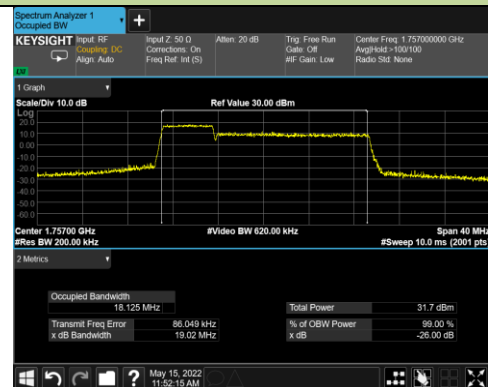 Spectrum Analyzer 1
Occupied BW
+
KEYSIGHT
Input: RF
Coupling: DC
Align: Auto
Input Z: 50 Ω
Corrections: On
Freq Ref: Int (S)
Atten: 20 dB
Trig: Free Run
Gate: Off
#IF Gain: Low
Center Freq: 1.757000000 GHz
Avg|Hold:>100/100
Radio Std: None
1 Graph
Scale/Div 10.0 dB
Ref Value 30.00 dBm
Log
20.0
10.0
0.00
-10.0
-20.0
-30.0
-40.0
-50.0
-60.0
Center 1.75700 GHz
#Video BW 620.00 kHz
Span 40 MHz
#Res BW 200.00 kHz
#Sweep 10.0 ms (2001 pts)
2 Metrics
Occupied Bandwidth
18.125 MHz
Total Power
31.7 dBm
Transmit Freq Error
86.049 kHz
% of OBW Power
99.00 %
x dB Bandwidth
19.02 MHz
x dB
-26.00 dB
?
May 15, 2022
11:52:15 AM